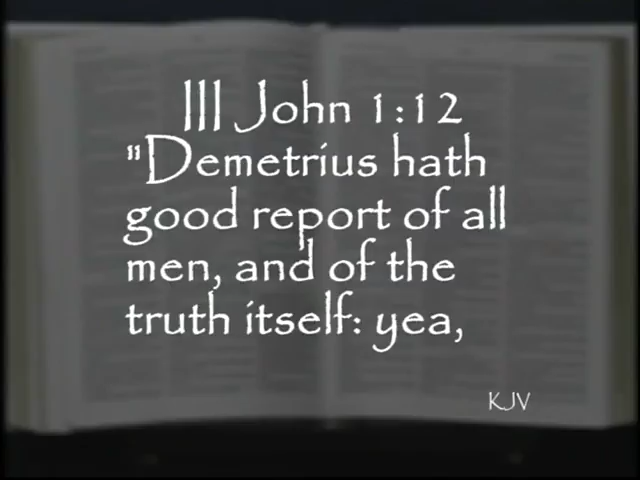 III John 1:12
"Demetrius hath
good report of all
men, and of the
truth itself: yea,
KJV